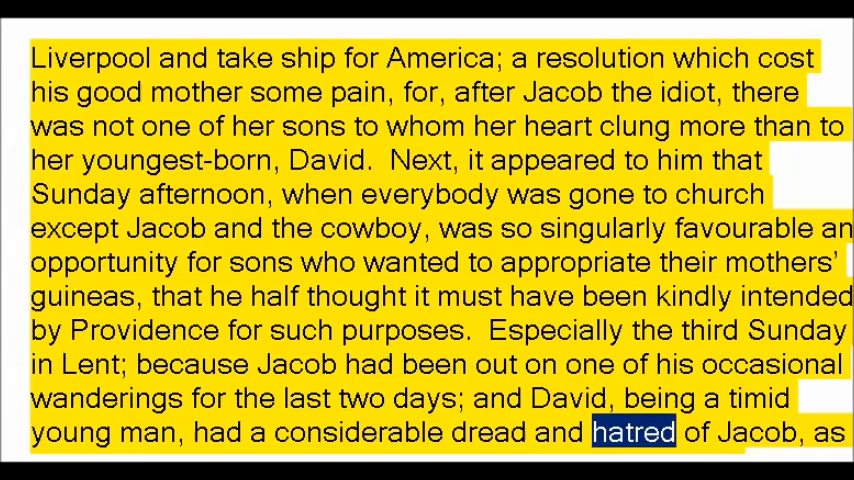 Liverpool and take ship for America; a resolution which cost
his good mother some pain, for, after Jacob the idiot, there
was not one of her sons to whom her heart clung more than to
her youngest-born, David.  Next, it appeared to him that
Sunday afternoon, when everybody was gone to church
except Jacob and the cowboy, was so singularly favourable an
opportunity for sons who wanted to appropriate their mothers’
guineas, that he half thought it must have been kindly intended
by Providence for such purposes.  Especially the third Sunday
in Lent; because Jacob had been out on one of his occasional
wanderings for the last two days; and David, being a timid
young man, had a considerable dread and hatred of Jacob, as